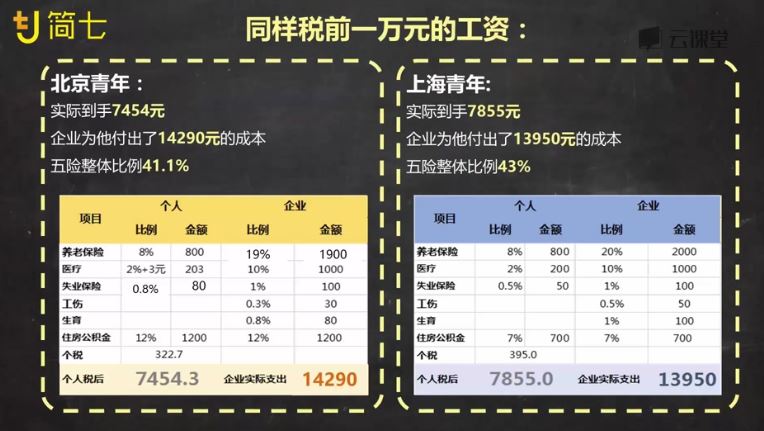 简七
同样税前一万元的工资：
云课堂
北京青年：
实际到手7454元
企业为他付出了14290元的成本
五险整体比例41.1%
项目 个人 企业
比例 金额 比例 金额
养老保险 8% 800 19% 1900
医疗 2%+3元 203 10% 1000
失业保险 0.8% 80 1% 100
工伤 0.3% 30
生育 0.8% 80
住房公积金 12% 1200 12% 1200
个税 322.7
个人税后 7454.3 企业实际支出 14290
上海青年:
实际到手7855元
企业为他付出了13950元的成本
五险整体比例43%
项目 个人 企业
比例 金额 比例 金额
养老保险 8% 800 20% 2000
医疗 2% 200 10% 1000
失业保险 0.5% 50 1% 100
工伤 0.5% 50
生育 1% 100
住房公积金 7% 700 7% 700
个税 395.0
个人税后 7855.0 企业实际支出 13950